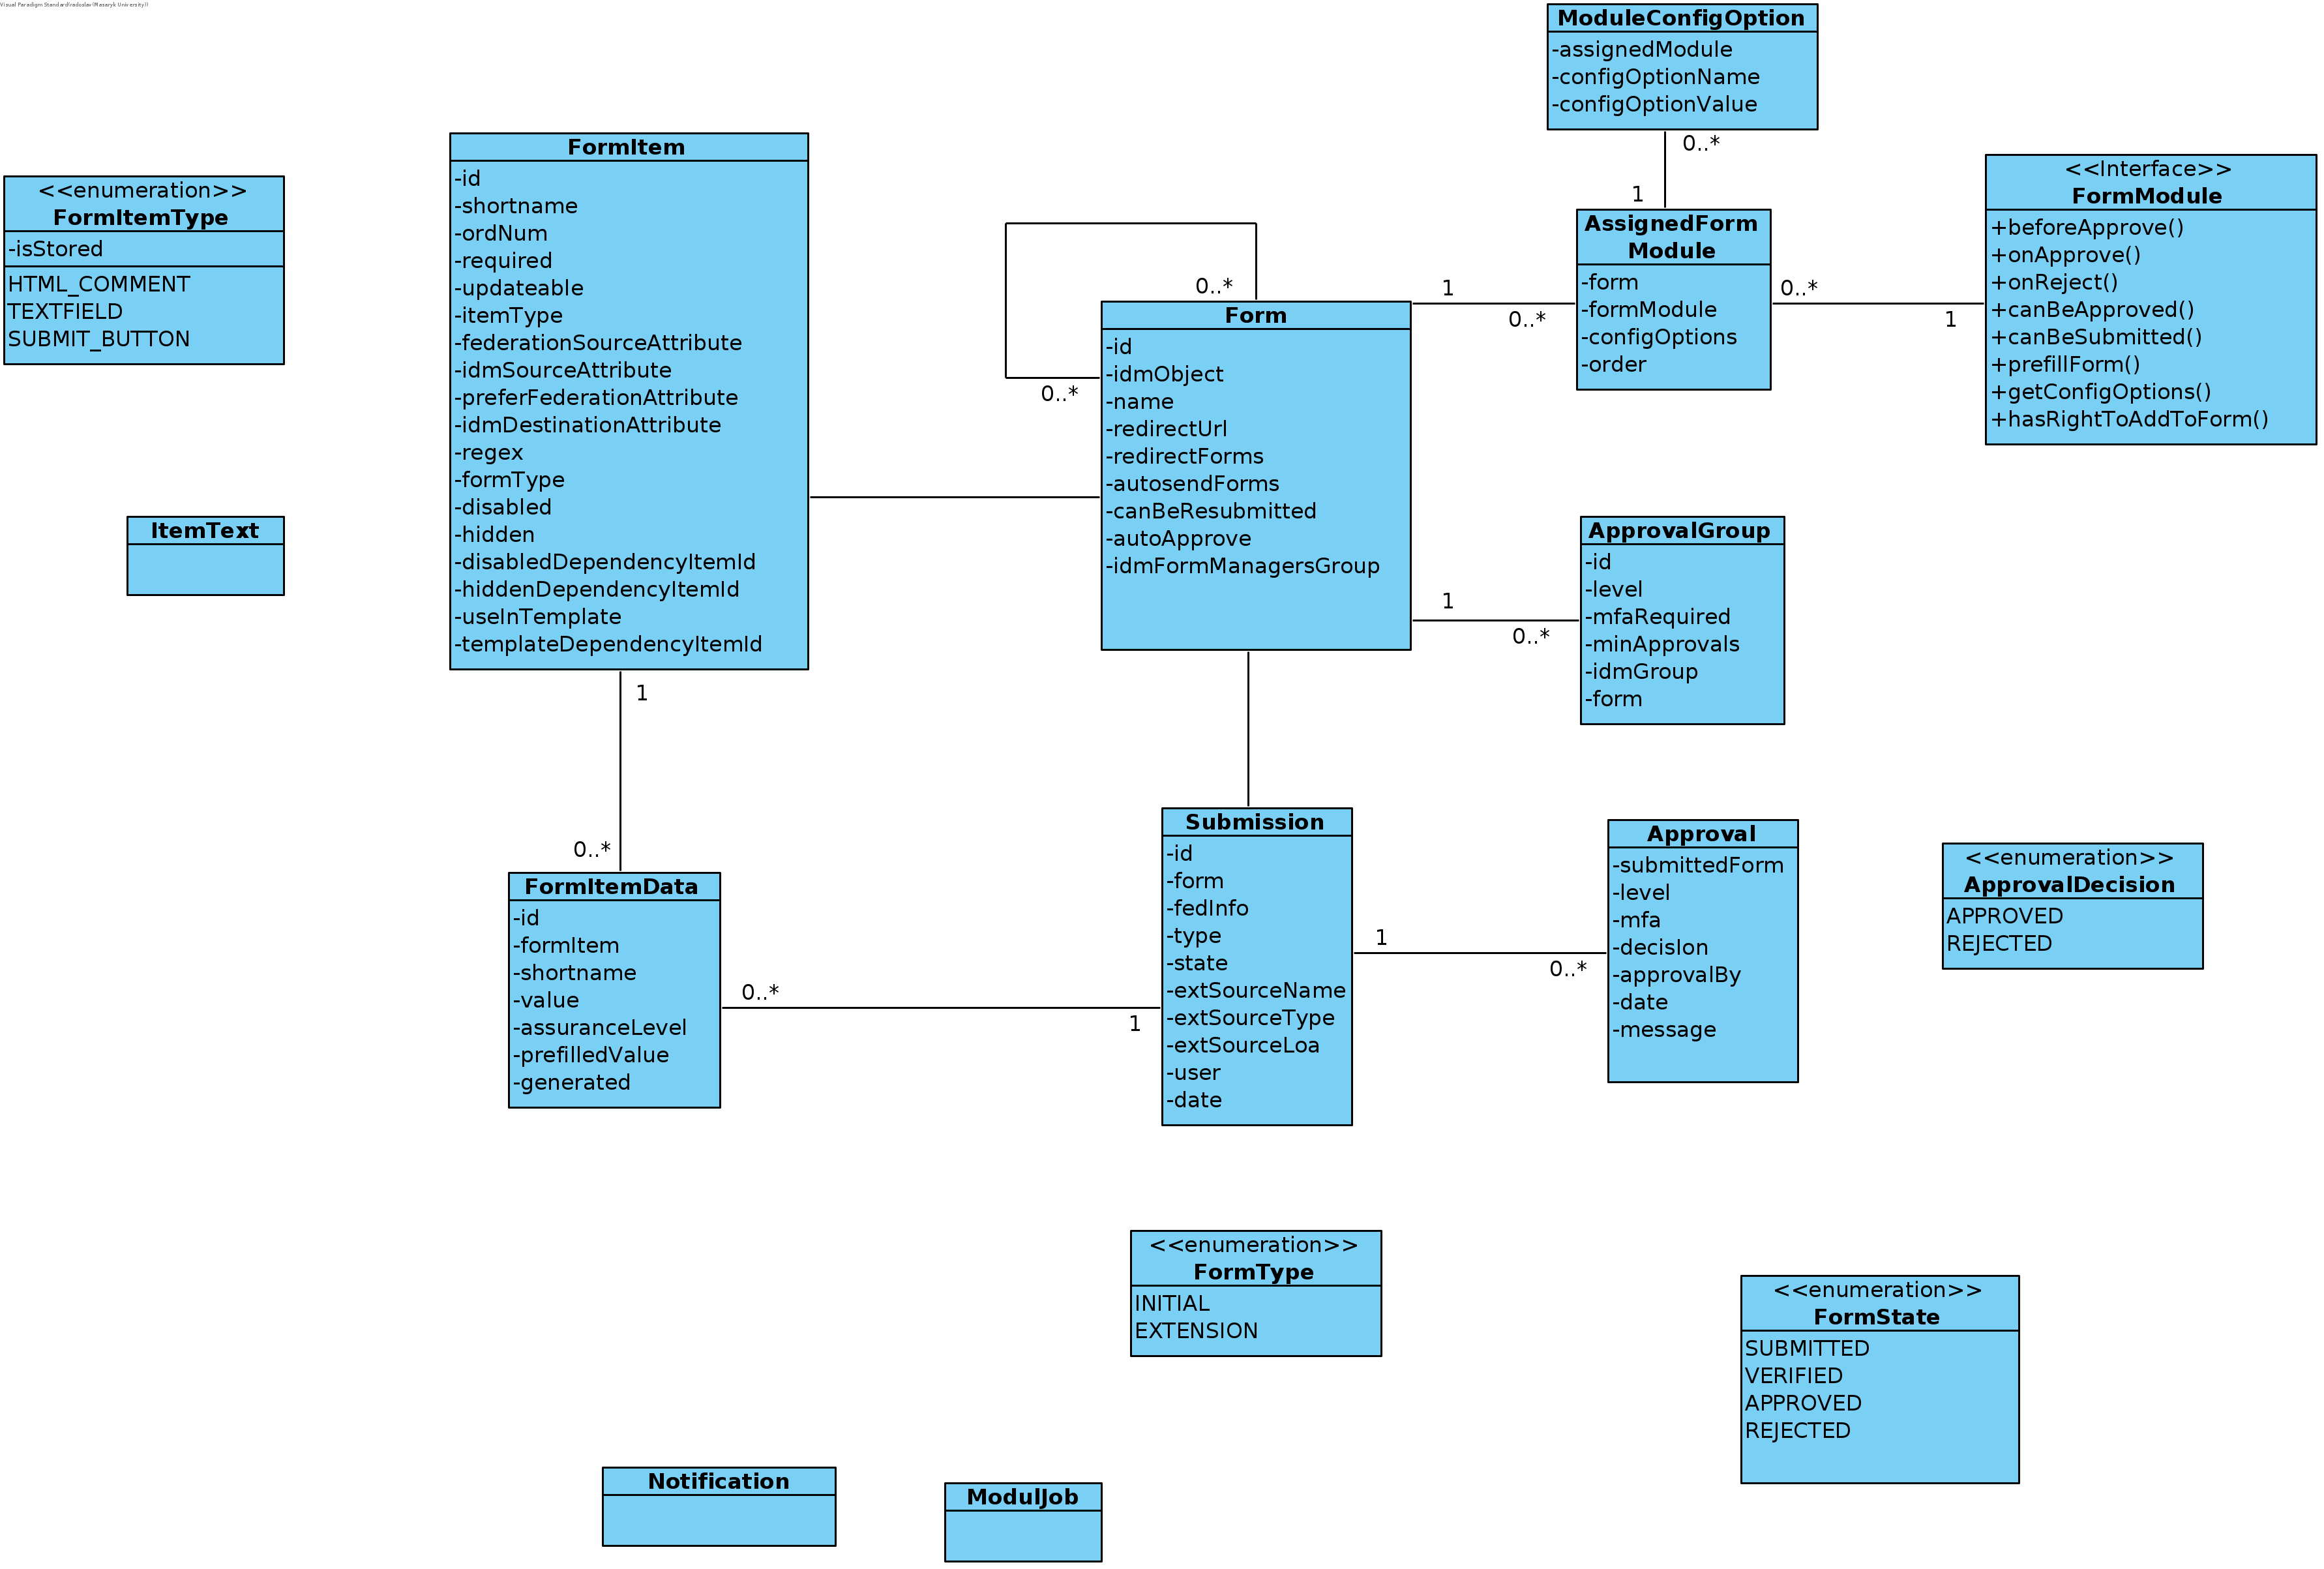 Visual Paradigm Standard(radoslav(Masaryk University))
ModuleConfigOption
-assignedModule
-configOptionName
-configOptionValue
0..*
1
<<enumeration>>
FormItemType
-isStored
HTML_COMMENT
TEXTFIELD
SUBMIT_BUTTON
ItemText
FormItem
-id
-shortname
-ordNum
-required
-updateable
-itemType
-federationSourceAttribute
-idmSourceAttribute
-preferFederationAttribute
-idmDestinationAttribute
-regex
-formType
-disabled
-hidden
-disabledDependencyItemId
-hiddenDependencyItemId
-useInTemplate
-templateDependencyItemId
1
0..*
0..*
0..*
Form
-id
-idmObject
-name
-redirectUrl
-redirectForms
-autosendForms
-canBeResubmitted
-autoApprove
-idmFormManagersGroup
1
0..*
AssignedForm
Module
-form
-formModule
-configOptions
-order
0..*
1
<<Interface>>
FormModule
+beforeApprove()
+onApprove()
+onReject()
+canBeApproved()
+canBeSubmitted()
+prefillForm()
+getConfigOptions()
+hasRightToAddToForm()
1
0..*
ApprovalGroup
-id
-level
-mfaRequired
-minApprovals
-idmGroup
-form
FormItemData
-id
-formItem
-shortname
-value
-assuranceLevel
-prefilledValue
-generated
0..*
1
Submission
-id
-form
-fedInfo
-type
-state
-extSourceName
-extSourceType
-extSourceLoa
-user
-date
1
0..*
Approval
-submittedForm
-level
-mfa
-decisIon
-approvalBy
-date
-message
<<enumeration>>
ApprovalDecision
APPROVED
REJECTED
<<enumeration>>
FormType
INITIAL
EXTENSION
<<enumeration>>
FormState
SUBMITTED
VERIFIED
APPROVED
REJECTED
Notification
ModulJob